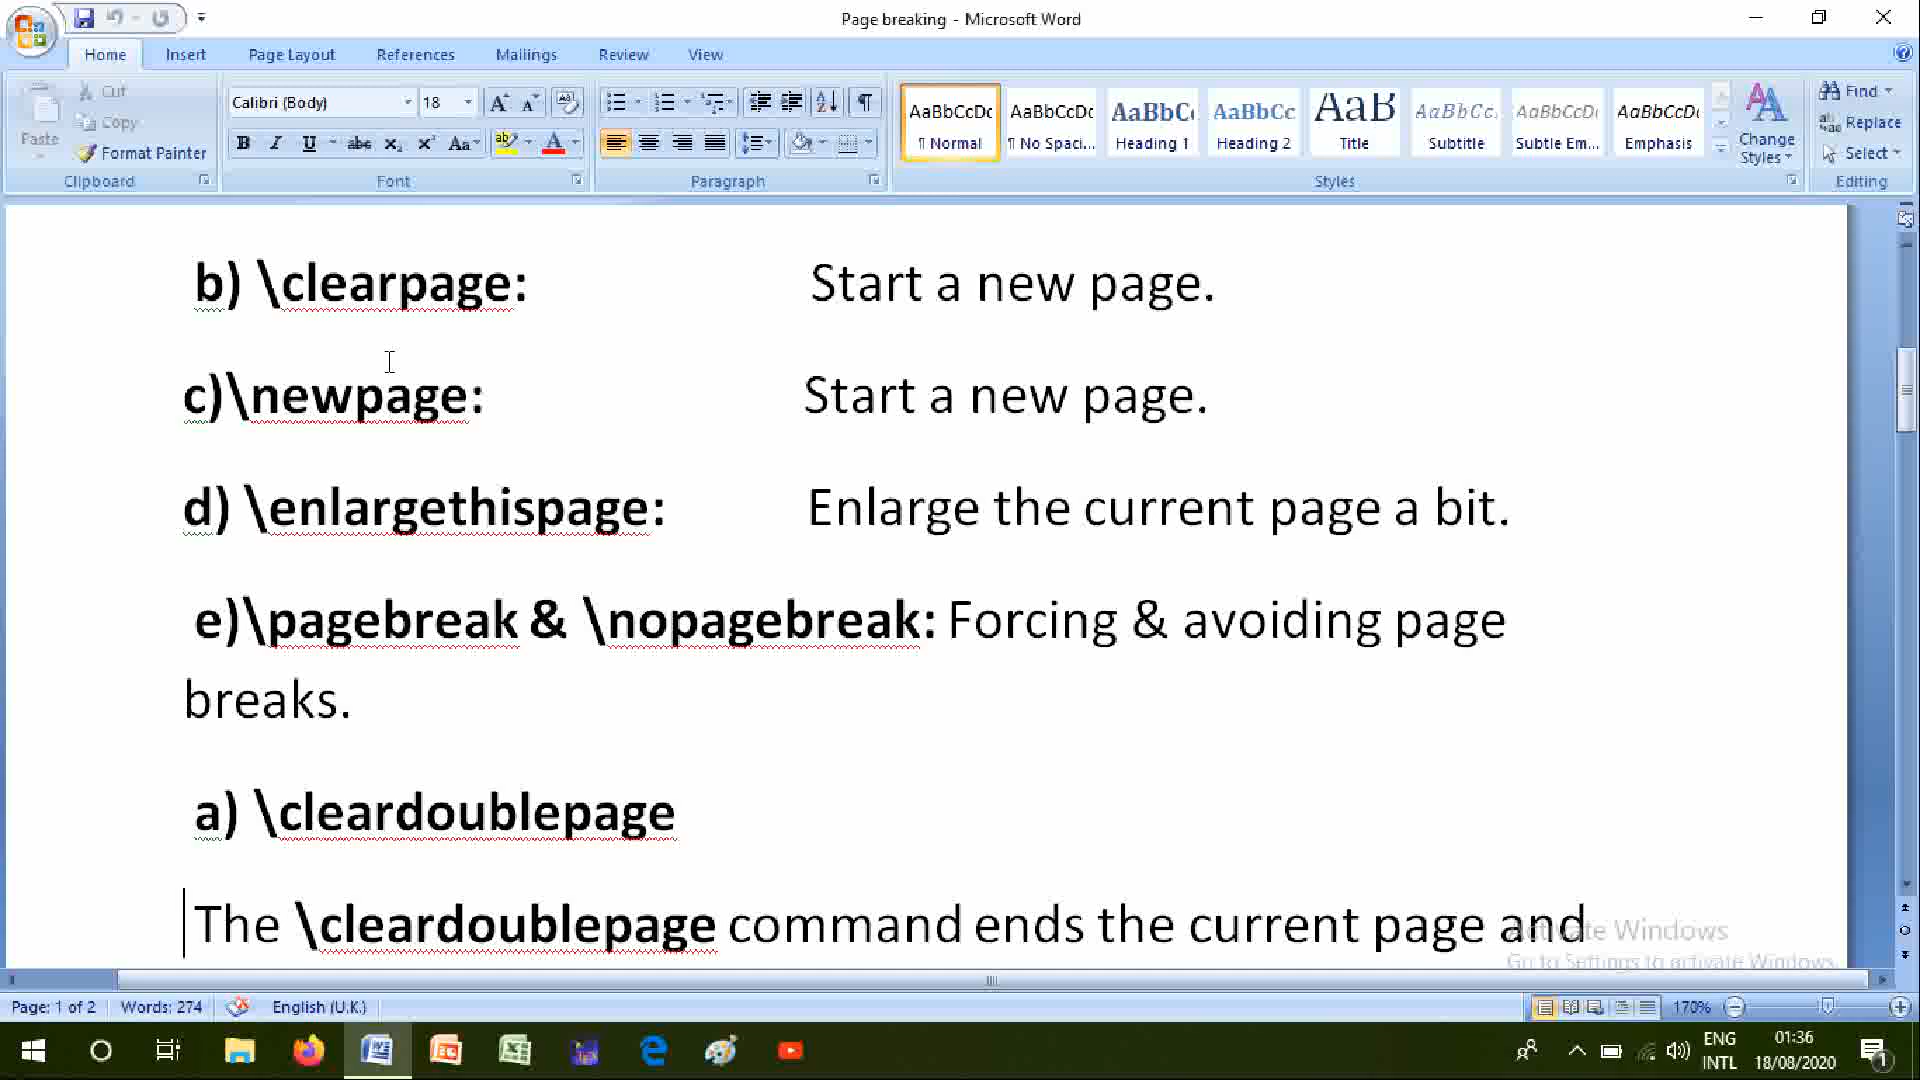 Page breaking - Microsoft Word
Home Insert Page Layout References Mailings Review View
Paste
Cut
Copy
Format Painter
Clipboard
Calibri (Body) 18
Font
Paragraph
AaBbCcDc AaBbCcDc AaBbC AaBbCc AaB AaBbCc. AaBbCcDt AaBbCcDt
¶ Normal ¶ No Spaci... Heading 1 Heading 2 Title Subtitle Subtle Em... Emphasis
Change Styles
Styles
Find
Replace
Select
Editing
b) \clearpage: Start a new page.
c)\newpage: Start a new page.
d) \enlargethispage: Enlarge the current page a bit.
e)\pagebreak & \nopagebreak: Forcing & avoiding page
breaks.
a) \cleardoublepage
The \cleardoublepage command ends the current page and
Activate Windows
Go to Settings to activate Windows.
Page: 1 of 2 Words: 274 English (U.K.) 170%
ENG 01:36
INTL 18/08/2020 1